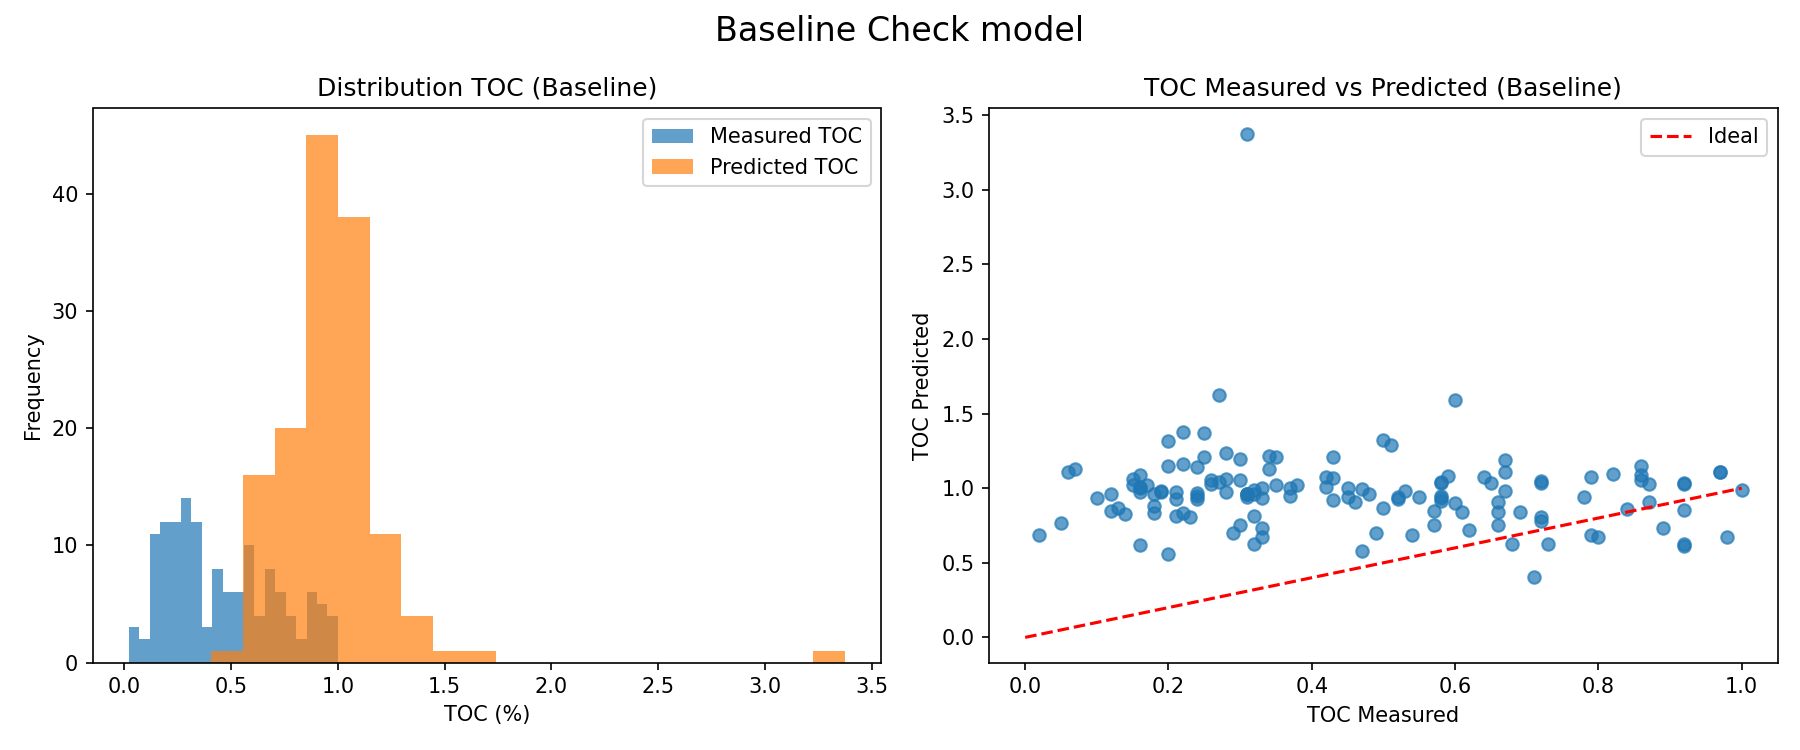 Baseline Check model
Distribution TOC (Baseline)
Measured TOC
Predicted TOC
Frequency
0
10
20
30
40
0.0 0.5 1.0 1.5 2.0 2.5 3.0 3.5
TOC (%)
TOC Measured vs Predicted (Baseline)
Ideal
TOC Predicted
3.5
3.0
2.5
2.0
1.5
1.0
0.5
0.0
0.0 0.2 0.4 0.6 0.8 1.0
TOC Measured